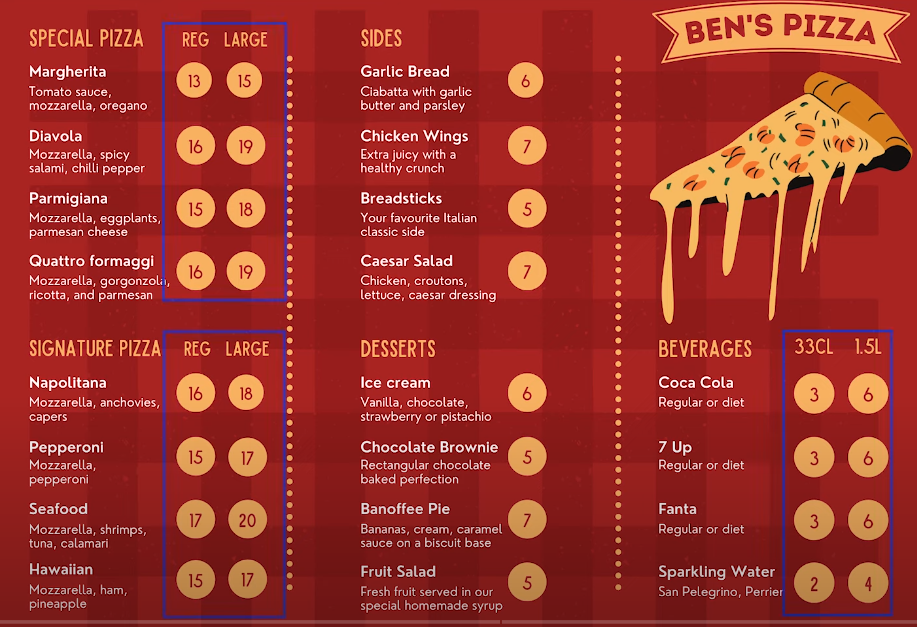 BEN'S PIZZA
SPECIAL PIZZA REG LARGE
Margherita 13 15
Tomato sauce,
mozzarella, oregano
Diavola 16 19
Mozzarella, spicy
salami, chilli pepper
Parmigiana 15 18
Mozzarella, eggplants,
parmesan cheese
Quattro formaggi 16 19
Mozzarella, gorgonzola,
ricotta, and parmesan
SIGNATURE PIZZA REG LARGE
Napolitana 16 18
Mozzarella, anchovies,
capers
Pepperoni 15 17
Mozzarella,
pepperoni
Seafood 17 20
Mozzarella, shrimps,
tuna, calamari
Hawaiian 15 17
Mozzarella, ham,
pineapple
SIDES
Garlic Bread 6
Ciabatta with garlic
butter and parsley
Chicken Wings 7
Extra juicy with a
healthy crunch
Breadsticks 5
Your favourite Italian
classic side
Caesar Salad 7
Chicken, croutons,
lettuce, caesar dressing
DESSERTS
Ice cream 6
Vanilla, chocolate,
strawberry or pistachio
Chocolate Brownie 5
Rectangular chocolate
baked perfection
Banoffee Pie 7
Bananas, cream, caramel
sauce on a biscuit base
Fruit Salad 5
Fresh fruit served in our
special homemade syrup
BEVERAGES 33CL 1.5L
Coca Cola 3 6
Regular or diet
7 Up 3 6
Regular or diet
Fanta 3 6
Regular or diet
Sparkling Water 2 4
San Pelegrino, Perrier